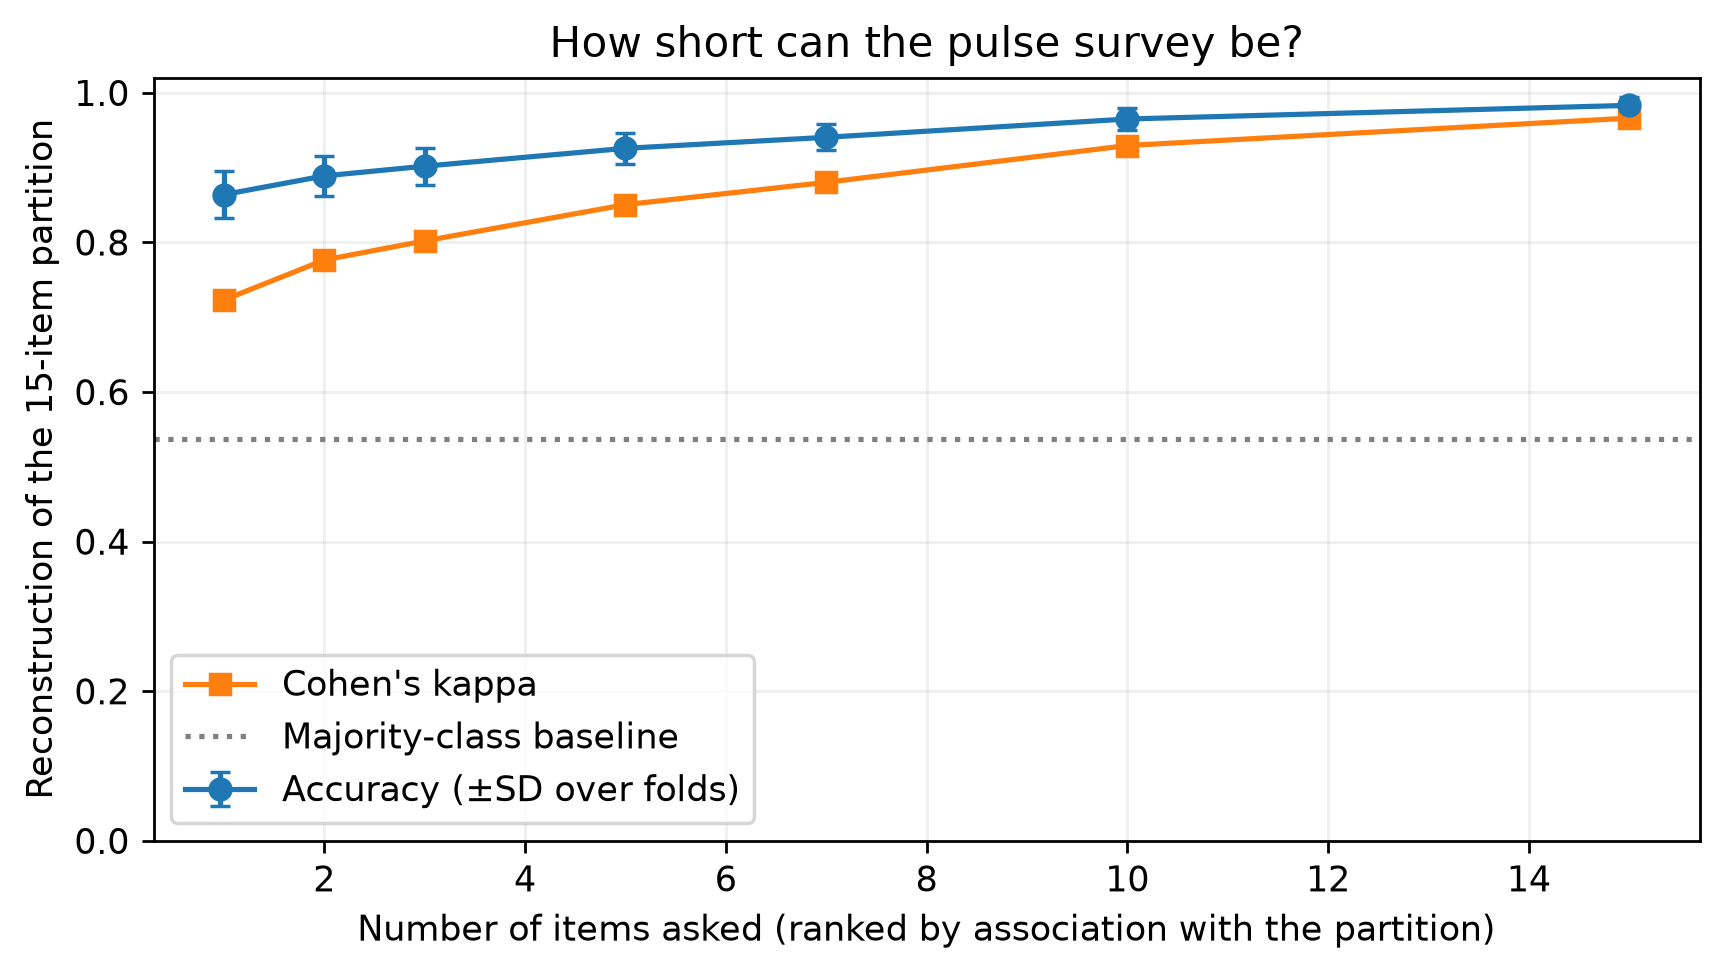 How short can the pulse survey be?
Reconstruction of the 15-item partition
1.0
0.8
0.6
0.4
0.2
0.0
Cohen's kappa
Majority-class baseline
Accuracy (±SD over folds)
2 4 6 8 10 12 14
Number of items asked (ranked by association with the partition)